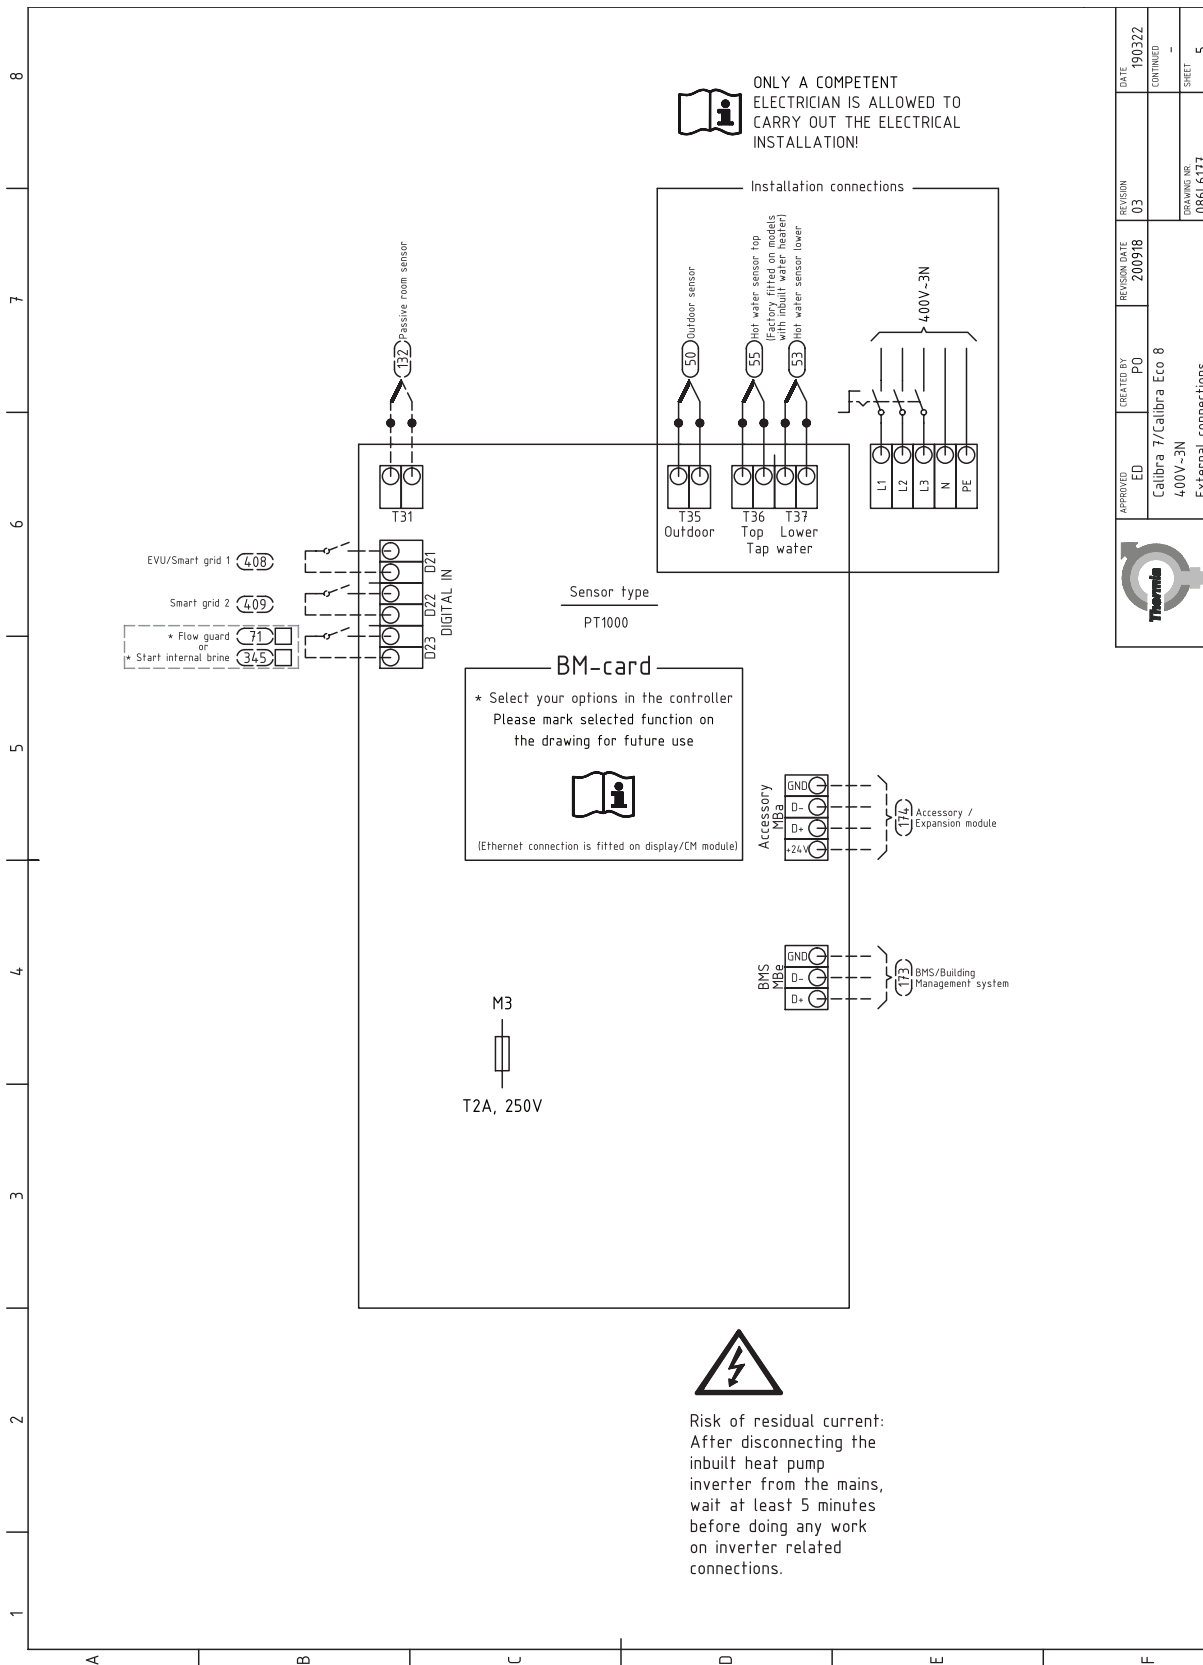 8
7
6
5
4
3
2
1
A
B
C
D
E
F
ONLY A COMPETENT
ELECTRICIAN IS ALLOWED TO
CARRY OUT THE ELECTRICAL
INSTALLATION!
Installation connections
132
Passive room sensor
50
Outdoor sensor
55
Hot water sensor top
(Factory fitted on models
with inbuilt water heater)
53
Hot water sensor lower
400V~3N
T31
T35
Outdoor
T36
Top
T37
Lower
Tap water
L1
L2
L3
N
PE
EVU/Smart grid 1
408
Smart grid 2
409
* Flow guard
71
or
* Start internal brine
345
D21
D22
D23
DIGITAL IN
Sensor type
PT1000
BM-card
* Select your options in the controller
Please mark selected function on
the drawing for future use
(Ethernet connection is fitted on display/CM module)
Accessory
MBa
GND
D-
D+
+24V
174
Accessory /
Expansion module
BMS
MBe
GND
D-
D+
173
BMS/Building
Management system
M3
T2A, 250V
Risk of residual current:
After disconnecting the
inbuilt heat pump
inverter from the mains,
wait at least 5 minutes
before doing any work
on inverter related
connections.
Thermia
APPROVED
ED
CREATED BY
PO
REVISION DATE
200918
REVISION
03
DATE
190322
Calibra 7/Calibra Eco 8
400V~3N
External connections
CONTINUED
-
DRAWING NR.
086L6177
SHEET
5